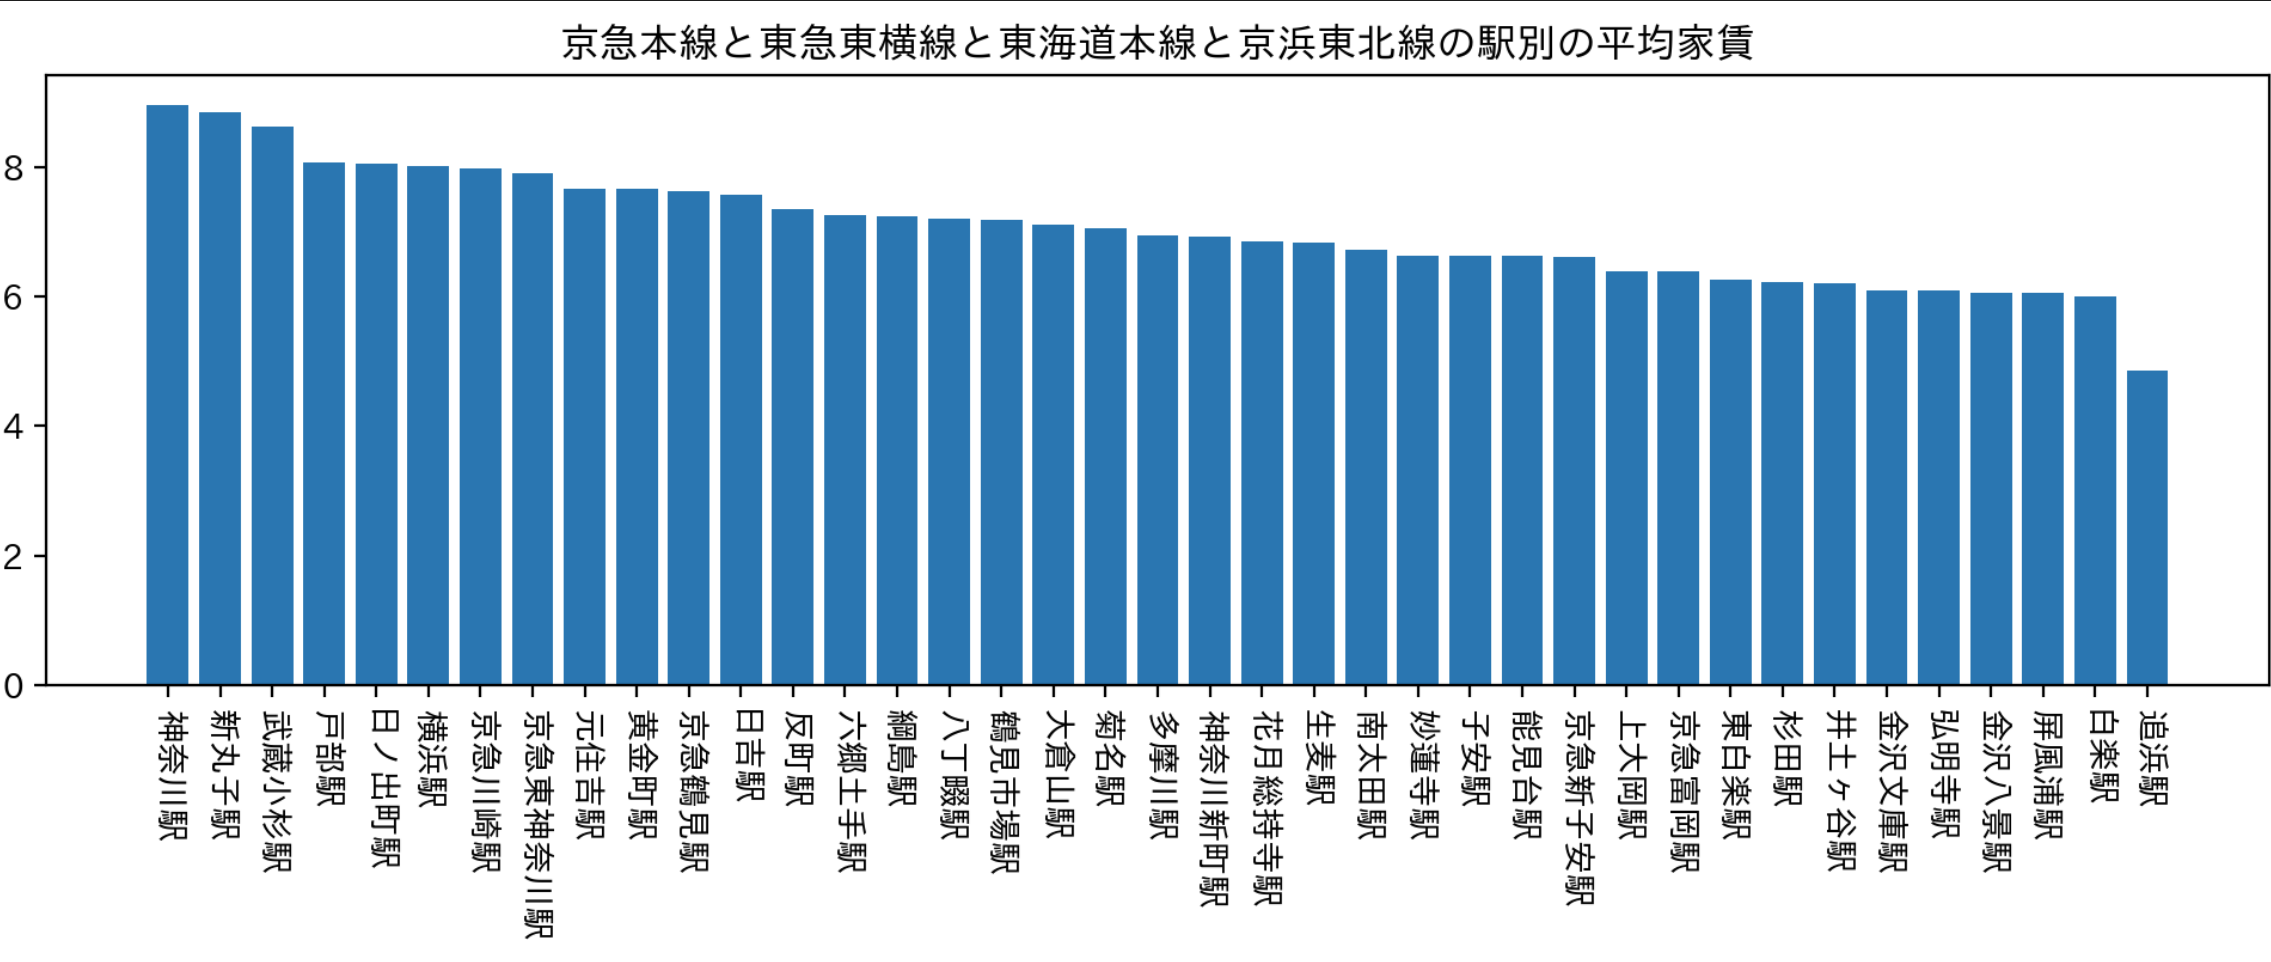 京急本線と東急東横線と東海道本線と京浜東北線の駅別の平均家賃
8
6
4
2
0
神奈川駅
新丸子駅
武蔵小杉駅
戸部駅
日ノ出町駅
横浜駅
京急川崎駅
京急東神奈川駅
元住吉駅
黄金町駅
京急鶴見駅
日吉駅
反町駅
六郷土手駅
綱島駅
八丁畷駅
鶴見市場駅
大倉山駅
菊名駅
多摩川駅
神奈川新町駅
花月総持寺駅
生麦駅
南太田駅
妙蓮寺駅
子安駅
能見台駅
京急新子安駅
上大岡駅
京急富岡駅
東白楽駅
杉田駅
井土ヶ谷駅
金沢文庫駅
弘明寺駅
金沢八景駅
屏風浦駅
白楽駅
追浜駅